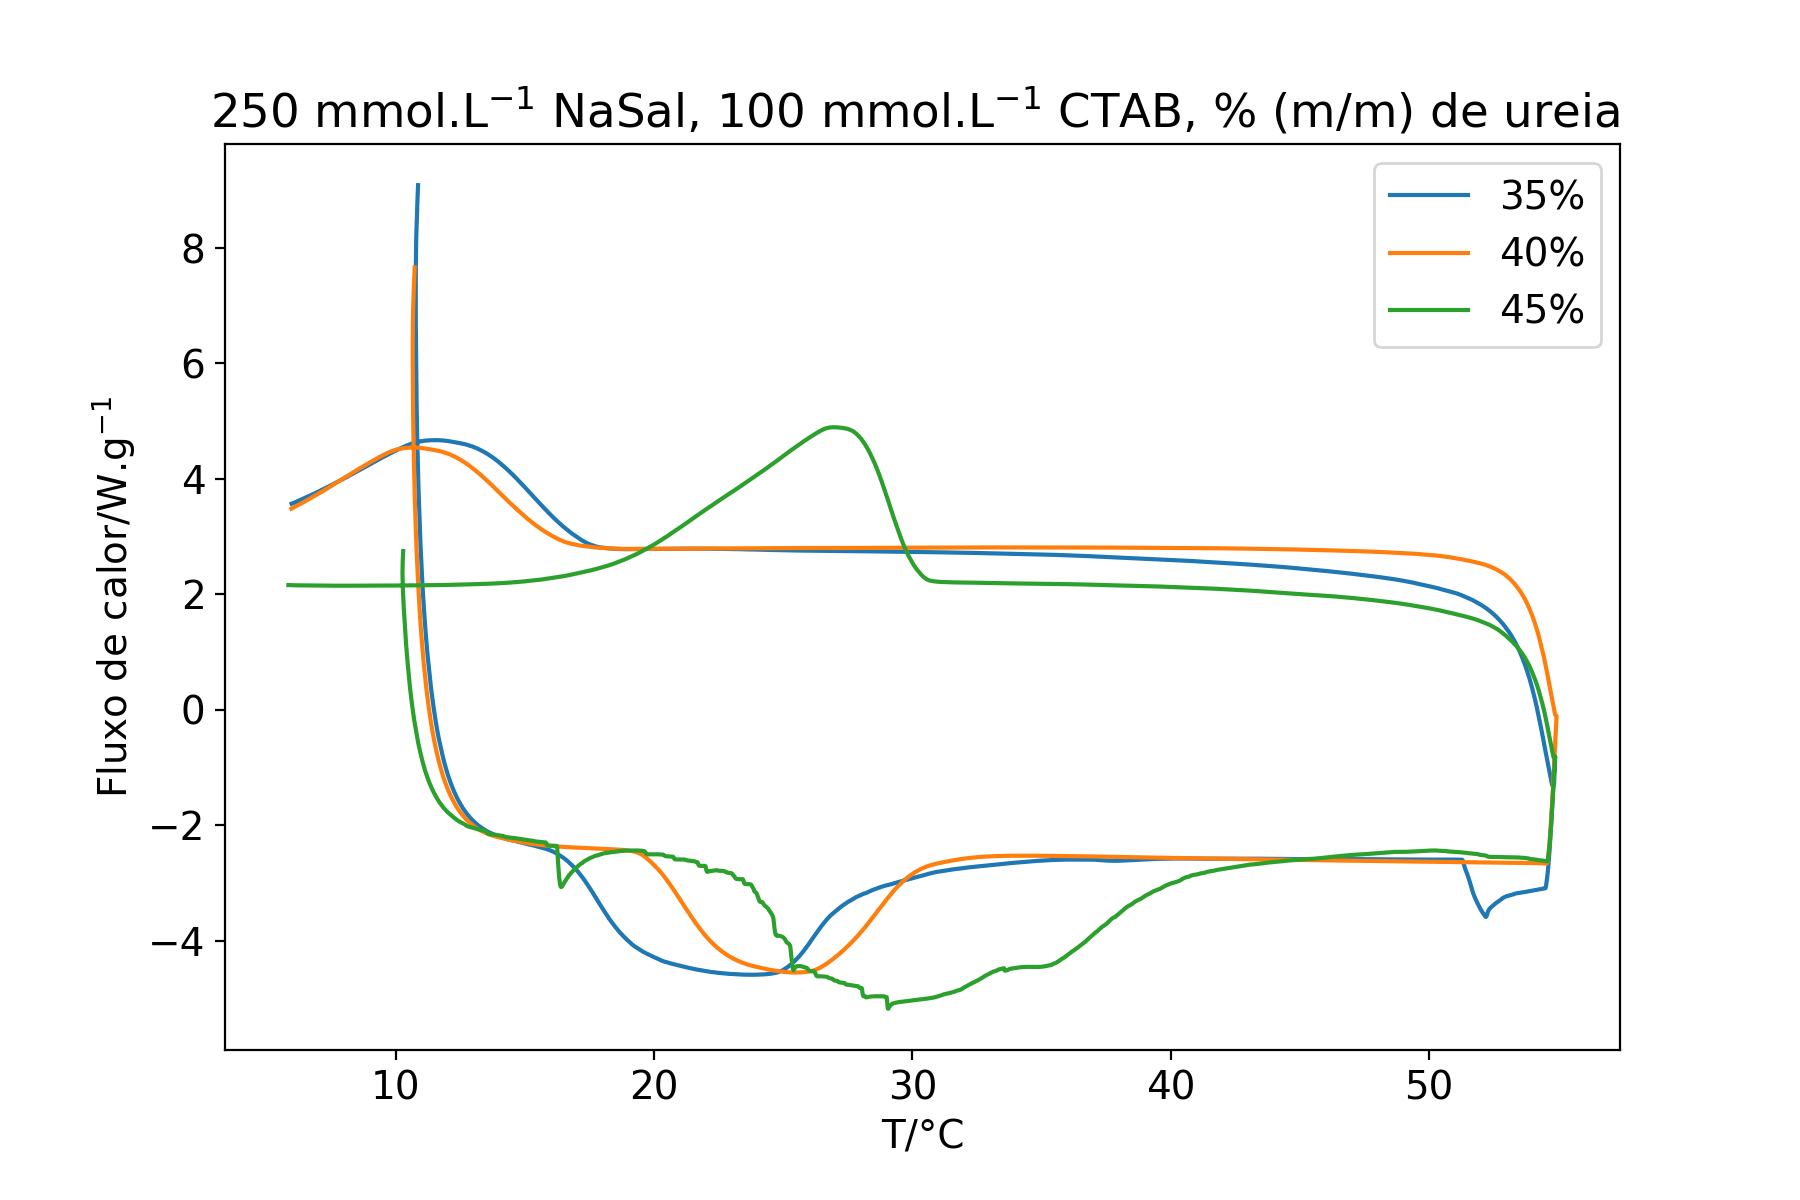 250 mmol.L⁻¹ NaSal, 100 mmol.L⁻¹ CTAB, % (m/m) de ureia
35%
40%
45%
Fluxo de calor/W.g⁻¹
8
6
4
2
0
−2
−4
10 20 30 40 50
T/°C